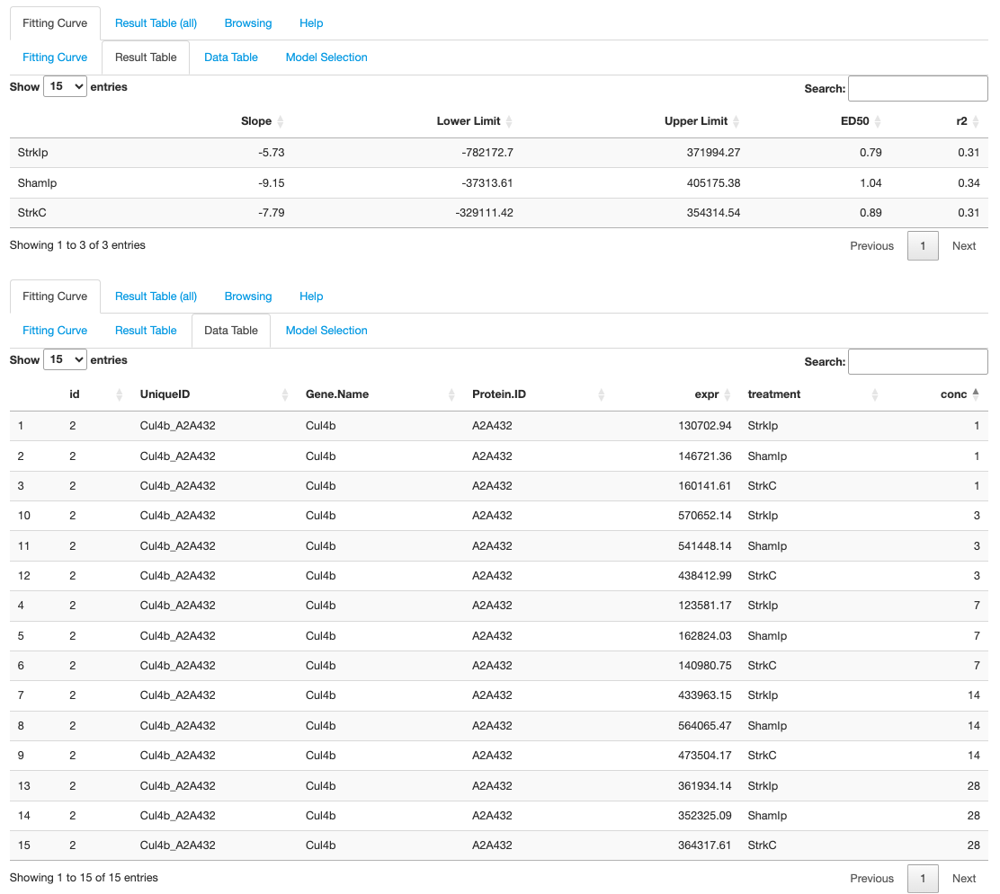 Fitting Curve Result Table (all) Browsing Help
Fitting Curve Result Table Data Table Model Selection
Show 15 entries Search:
Slope Lower Limit Upper Limit ED50 r2
StrkIp -5.73 -782172.7 371994.27 0.79 0.31
ShamIp -9.15 -37313.61 405175.38 1.04 0.34
StrkC -7.79 -329111.42 354314.54 0.89 0.31
Showing 1 to 3 of 3 entries Previous 1 Next
Fitting Curve Result Table (all) Browsing Help
Fitting Curve Result Table Data Table Model Selection
Show 15 entries Search:
id UniqueID Gene.Name Protein.ID expr treatment conc
1 2 Cul4b_A2A432 Cul4b A2A432 130702.94 StrkIp 1
2 2 Cul4b_A2A432 Cul4b A2A432 146721.36 ShamIp 1
3 2 Cul4b_A2A432 Cul4b A2A432 160141.61 StrkC 1
10 2 Cul4b_A2A432 Cul4b A2A432 570652.14 StrkIp 3
11 2 Cul4b_A2A432 Cul4b A2A432 541448.14 ShamIp 3
12 2 Cul4b_A2A432 Cul4b A2A432 438412.99 StrkC 3
4 2 Cul4b_A2A432 Cul4b A2A432 123581.17 StrkIp 7
5 2 Cul4b_A2A432 Cul4b A2A432 162824.03 ShamIp 7
6 2 Cul4b_A2A432 Cul4b A2A432 140980.75 StrkC 7
7 2 Cul4b_A2A432 Cul4b A2A432 433963.15 StrkIp 14
8 2 Cul4b_A2A432 Cul4b A2A432 564065.47 ShamIp 14
9 2 Cul4b_A2A432 Cul4b A2A432 473504.17 StrkC 14
13 2 Cul4b_A2A432 Cul4b A2A432 361934.14 StrkIp 28
14 2 Cul4b_A2A432 Cul4b A2A432 352325.09 ShamIp 28
15 2 Cul4b_A2A432 Cul4b A2A432 364317.61 StrkC 28
Showing 1 to 15 of 15 entries Previous 1 Next